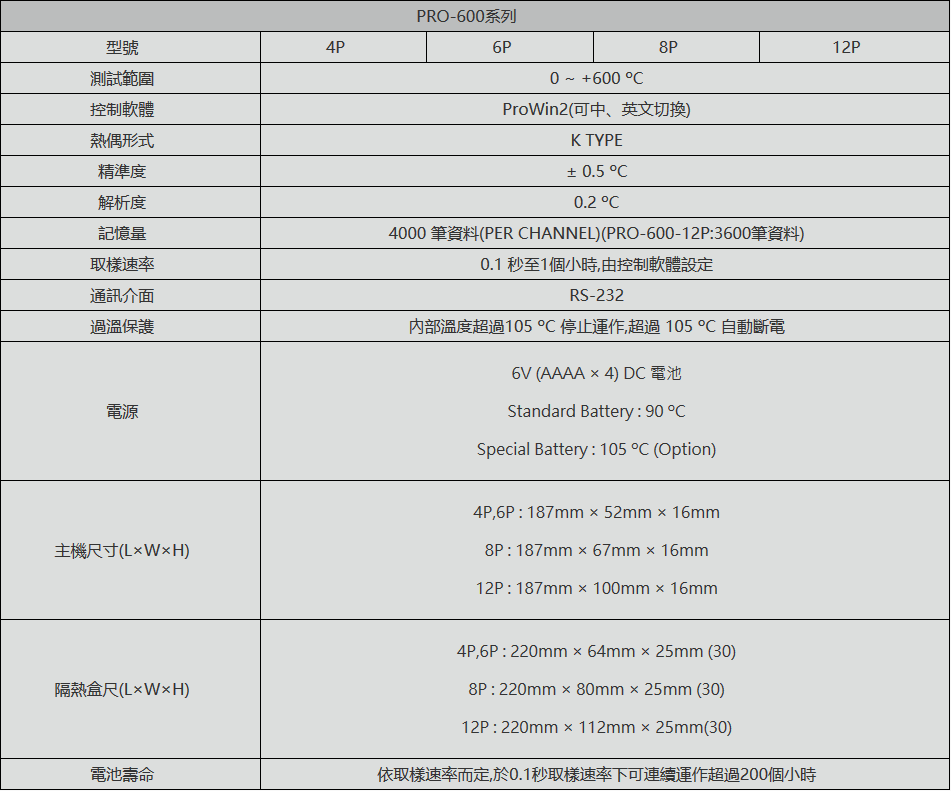 PRO-600系列
型號 4P 6P 8P 12P
測試範圍 0 ~ +600 ºC
控制軟體 ProWin2(可中、英文切換)
熱偶形式 K TYPE
精準度 ± 0.5 ºC
解析度 0.2 ºC
記憶量 4000 筆資料(PER CHANNEL)(PRO-600-12P:3600筆資料)
取樣速率 0.1 秒至1個小時,由控制軟體設定
通訊介面 RS-232
過溫保護 內部溫度超過105 ºC 停止運作,超過 105 ºC 自動斷電
電源
6V (AAAA × 4) DC 電池
Standard Battery : 90 ºC
Special Battery : 105 ºC (Option)
主機尺寸(L×W×H)
4P,6P : 187mm × 52mm × 16mm
8P : 187mm × 67mm × 16mm
12P : 187mm × 100mm × 16mm
隔熱盒尺(L×W×H)
4P,6P : 220mm × 64mm × 25mm (30)
8P : 220mm × 80mm × 25mm (30)
12P : 220mm × 112mm × 25mm(30)
電池壽命 依取樣速率而定,於0.1秒取樣速率下可連續運作超過200個小時